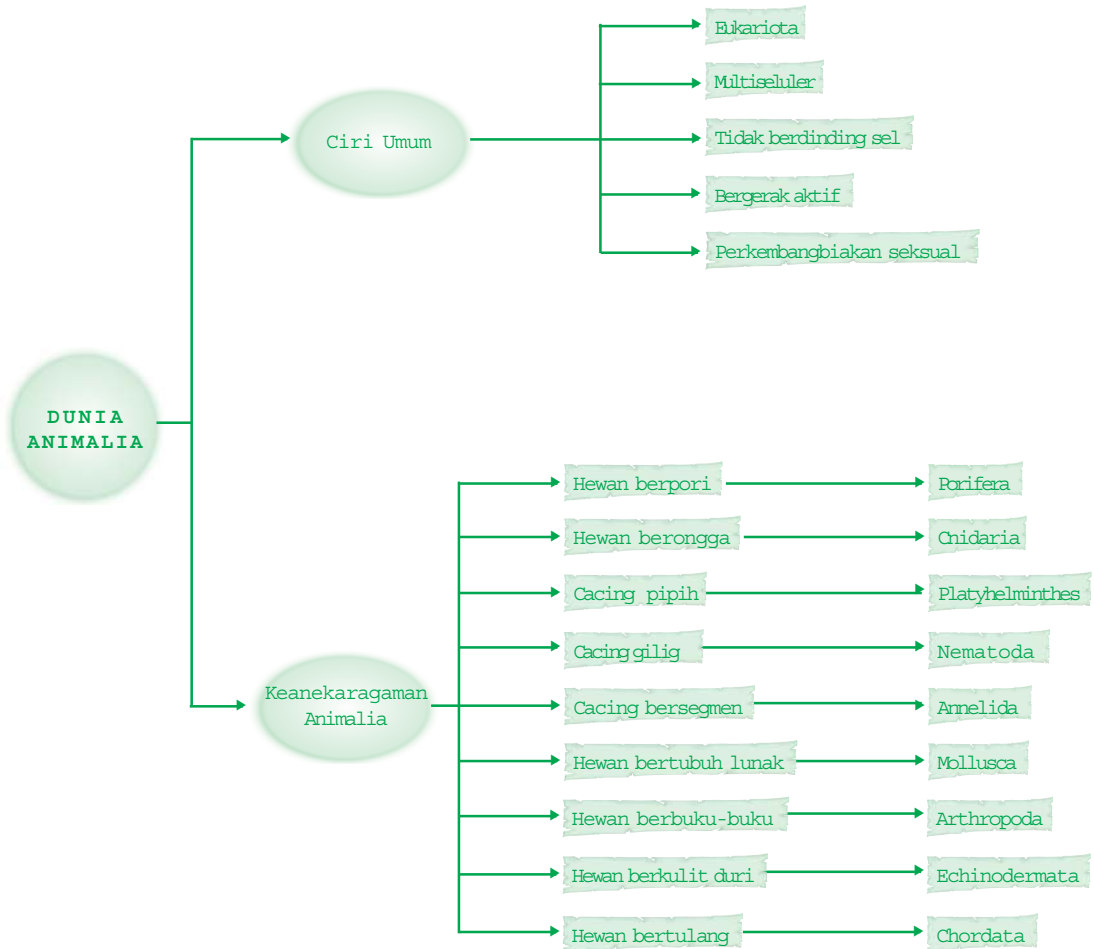 Eukariota
Multiseluler
Ciri Umum
Tidak berdinding sel
Bergerak aktif
Perkembangbiakan seksual
DUNIA
ANIMALIA
Hewan berpori
Porifera
Hewan berongga
Cnidaria
Cacing pipih
Platyhelminthes
Cacing gilig
Nematoda
Keanekaragaman
Animalia
Cacing bersegmen
Annelida
Hewan bertubuh lunak
Mollusca
Hewan berbuku-buku
Arthropoda
Hewan berkulit duri
Echinodermata
Hewan bertulang
Chordata